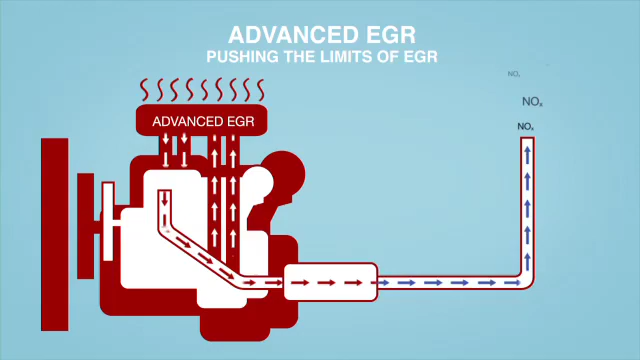 ADVANCED EGR
PUSHING THE LIMITS OF EGR
NOₓ
NOₓ
ADVANCED EGR
NOₓ